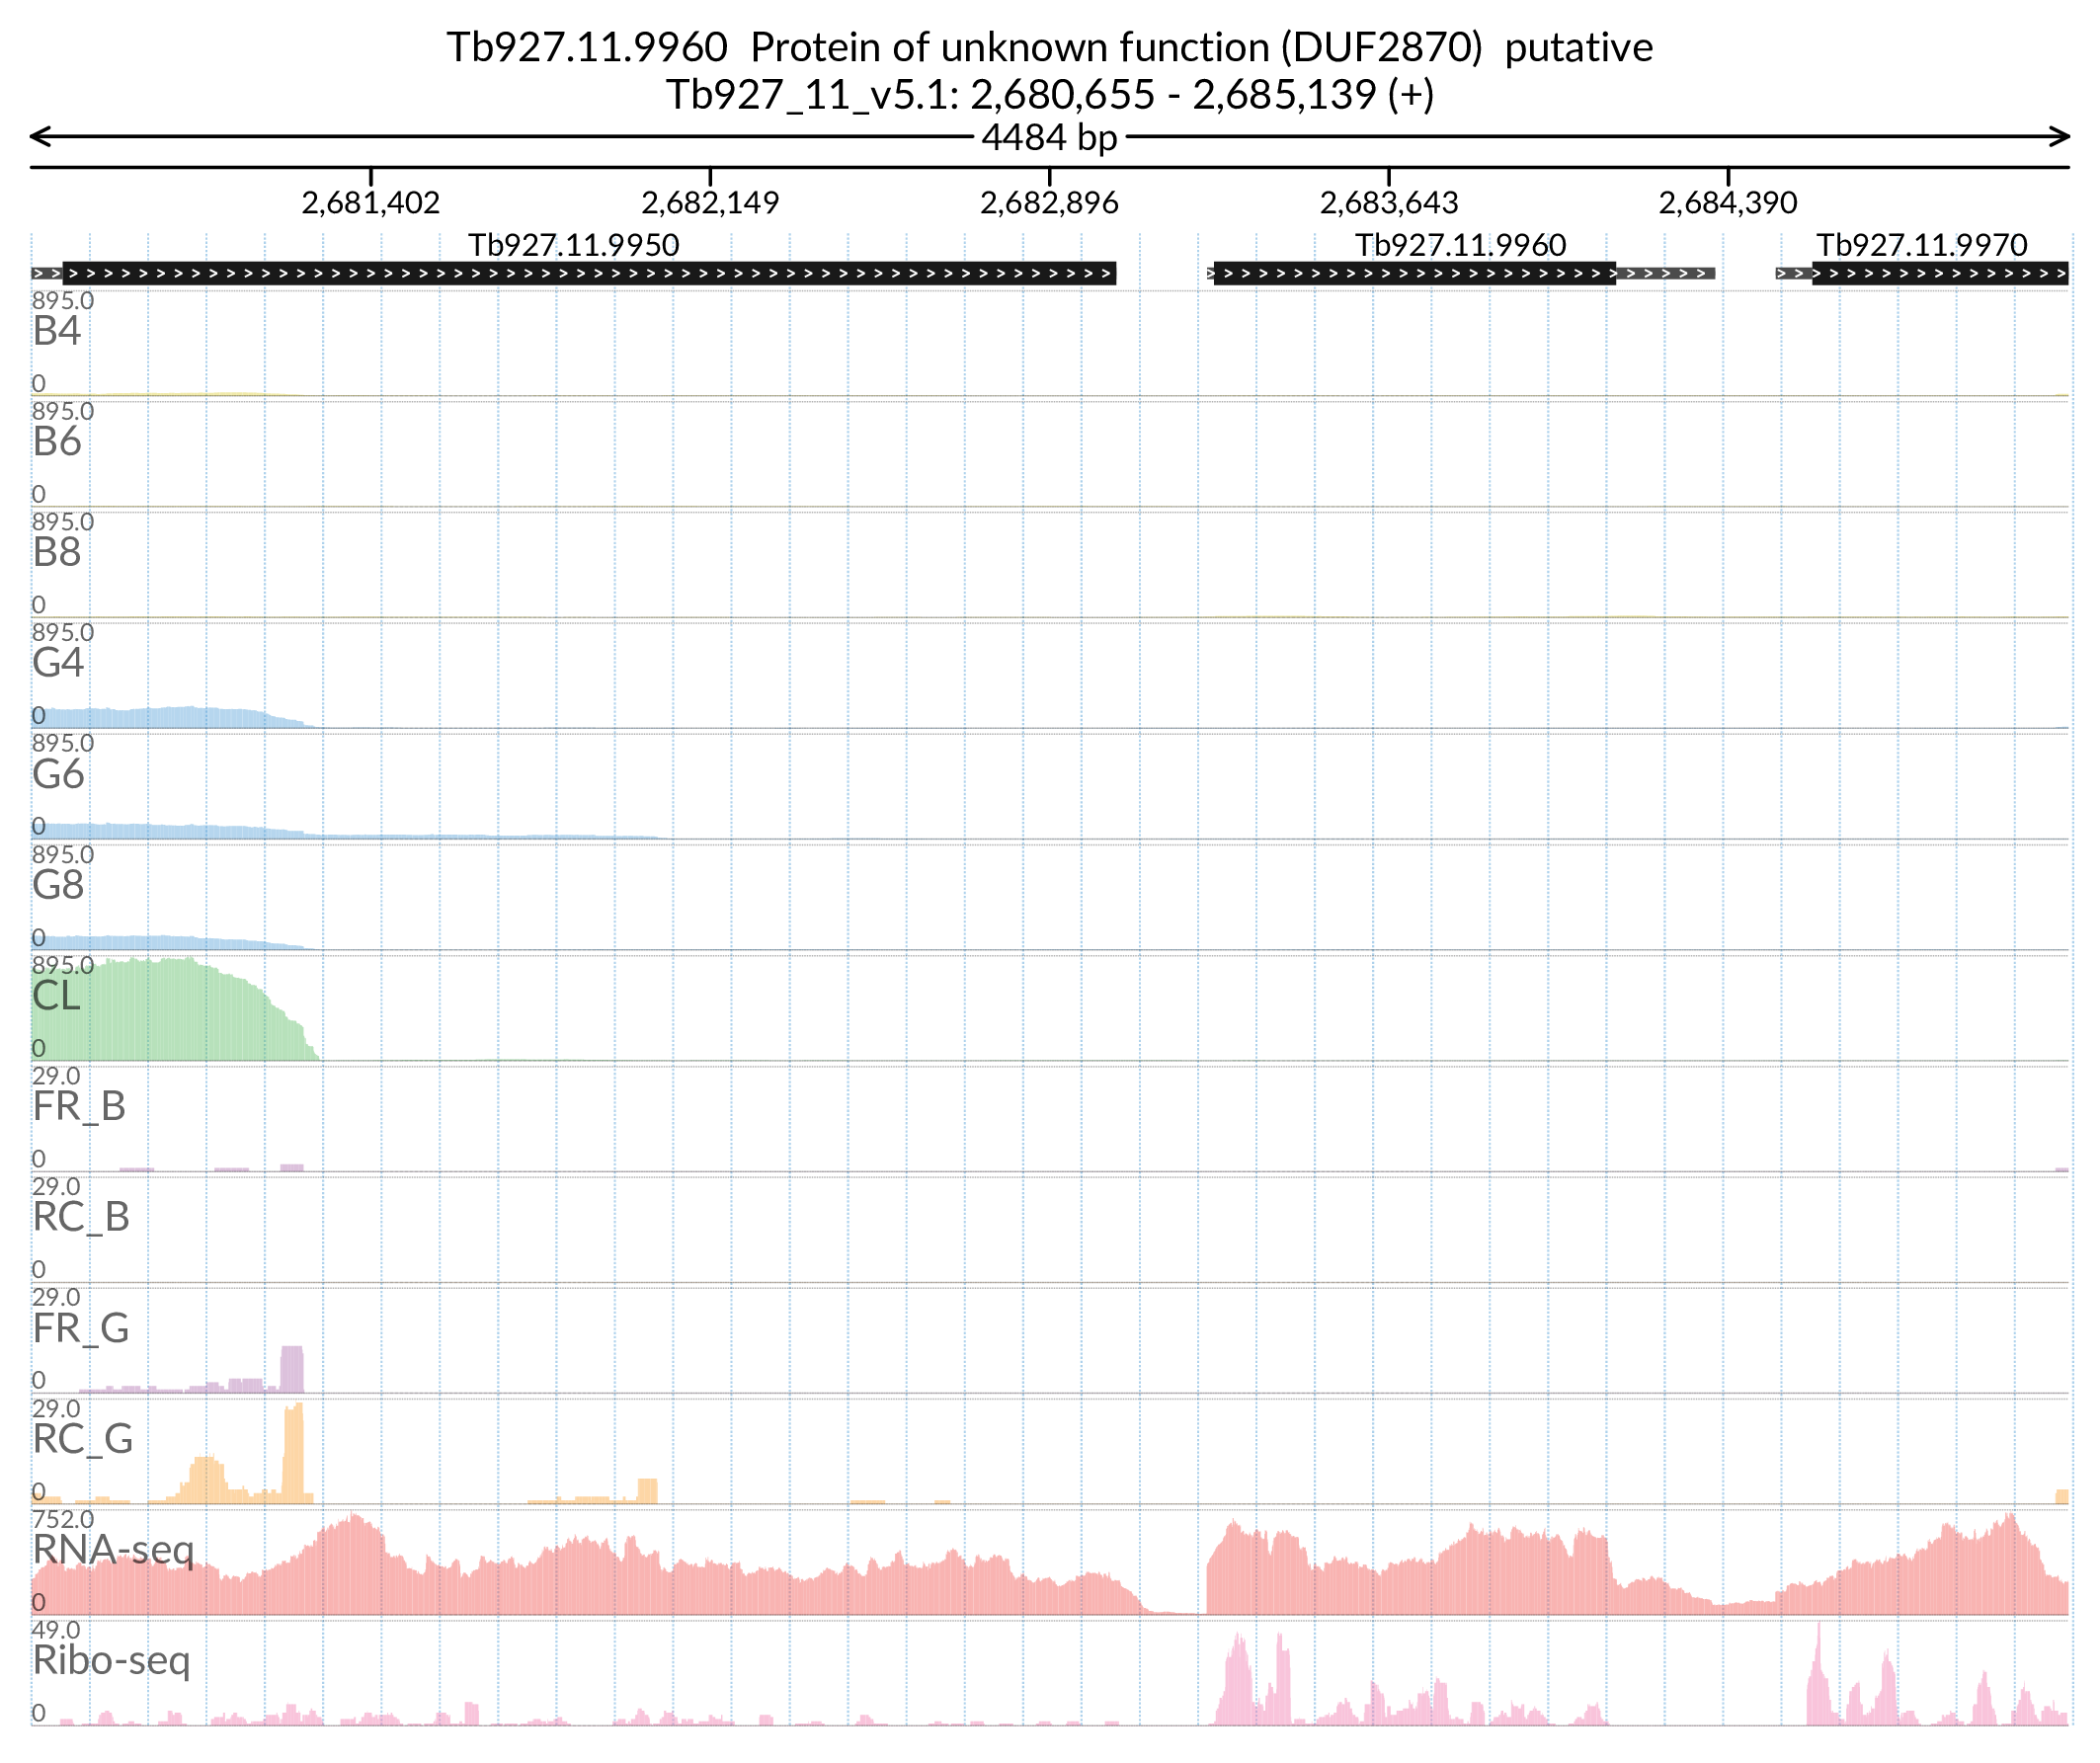 Tb927.11.9960 Protein of unknown function (DUF2870) putative
Tb927_11_v5.1: 2,680,655 - 2,685,139 (+)
4484 bp
2,681,402 2,682,149 2,682,896 2,683,643 2,684,390
Tb927.11.9950 Tb927.11.9960 Tb927.11.9970
895.0
B4
0
895.0
B6
0
895.0
B8
0
895.0
G4
0
895.0
G6
0
895.0
G8
0
895.0
CL
0
29.0
FR_B
0
29.0
RC_B
0
29.0
FR_G
0
29.0
RC_G
0
752.0
RNA-seq
0
49.0
Ribo-seq
0